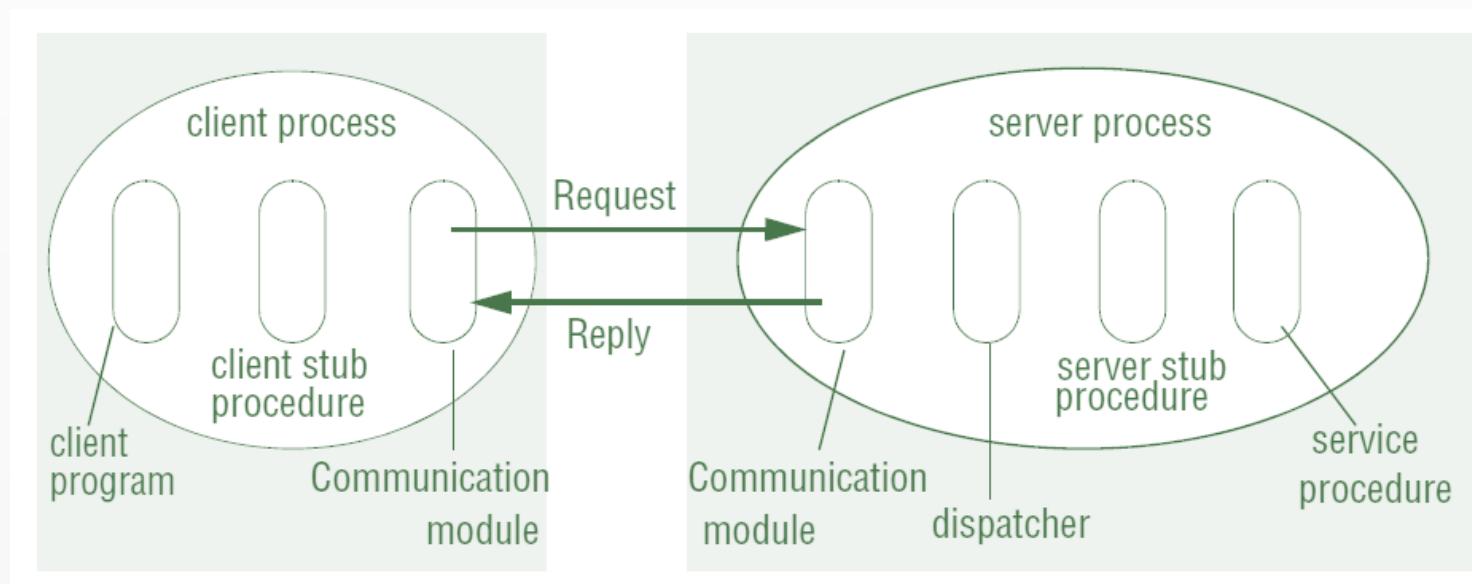 client process
server process
Request
Reply
client stub
procedure
server stub
procedure
client
program
Communication
module
Communication
module
dispatcher
service
procedure